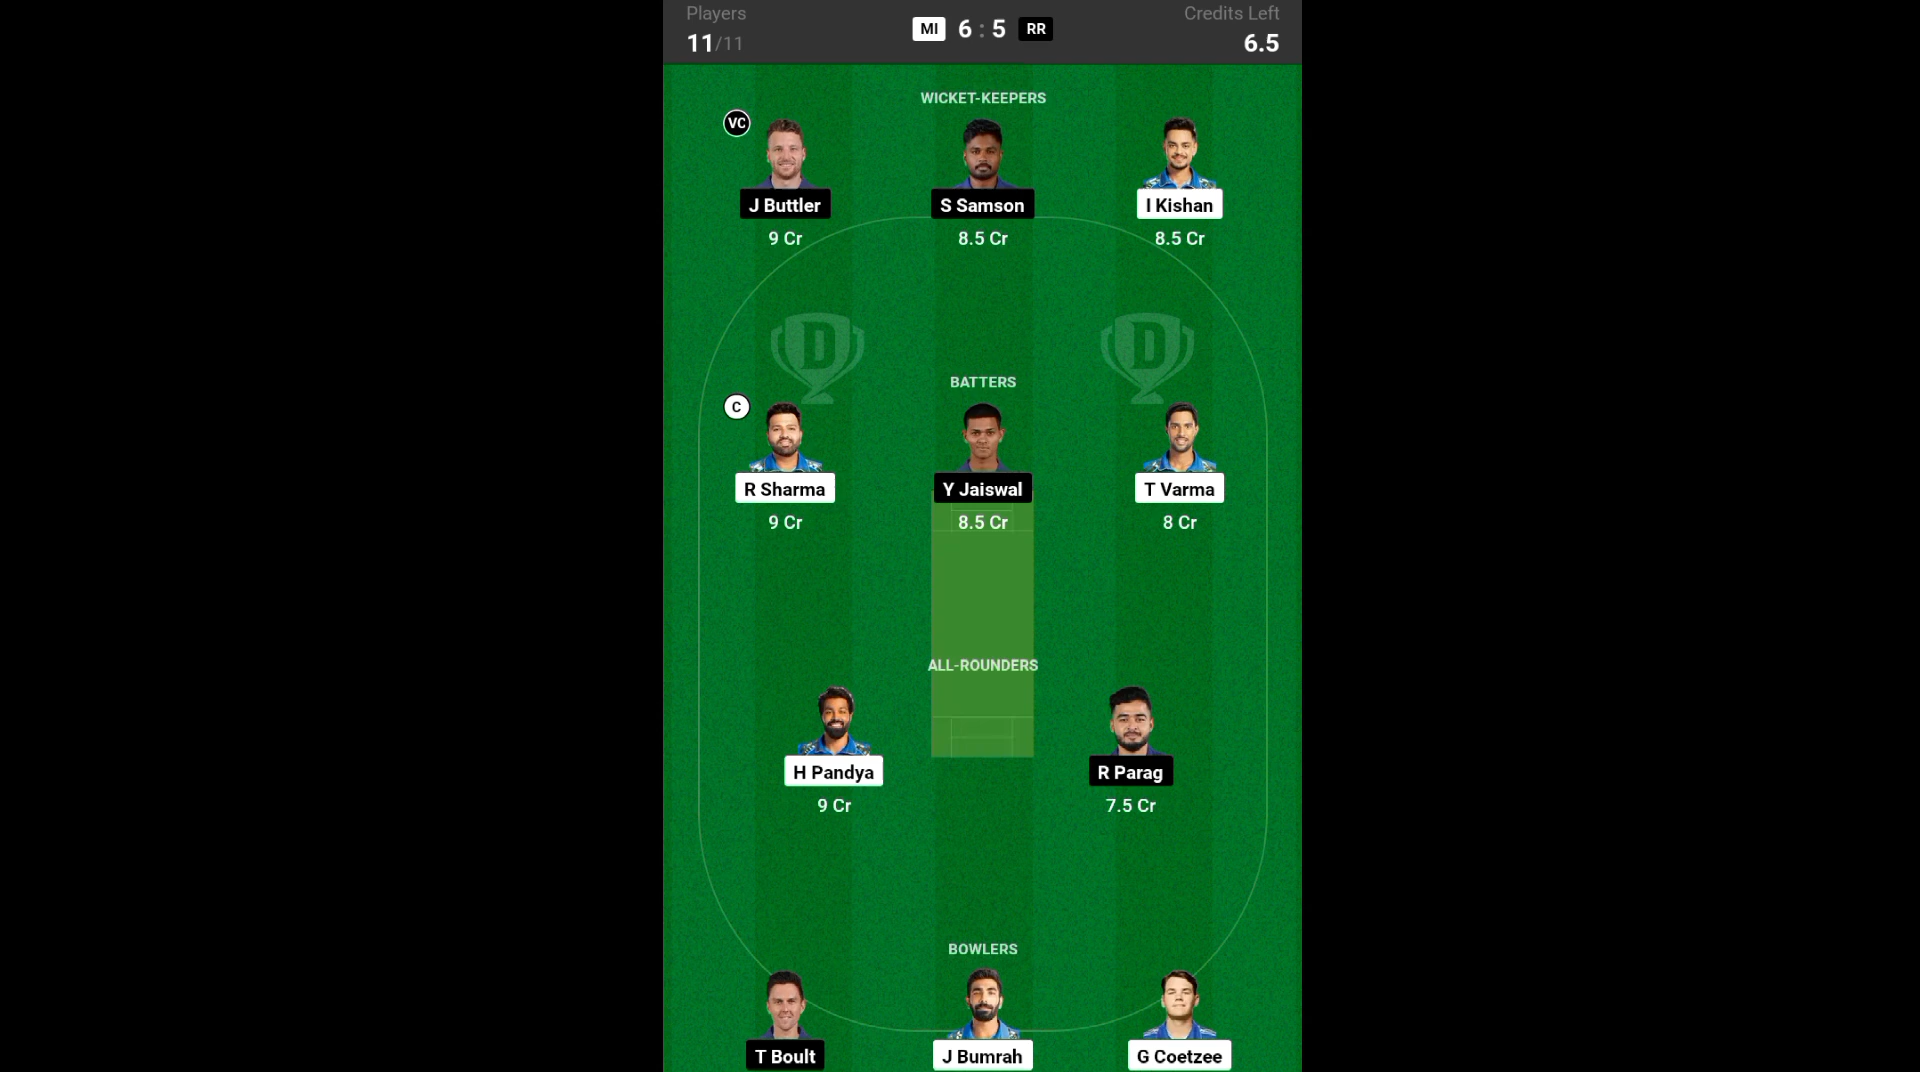 Players
11/11
MI 6 : 5 RR
Credits Left
6.5
WICKET-KEEPERS
VC
J Buttler
S Samson
I Kishan
9 Cr
8.5 Cr
8.5 Cr
D
D
BATTERS
C
R Sharma
Y Jaiswal
T Varma
9 Cr
8.5 Cr
8 Cr
ALL-ROUNDERS
H Pandya
R Parag
9 Cr
7.5 Cr
BOWLERS
T Boult
J Bumrah
G Coetzee